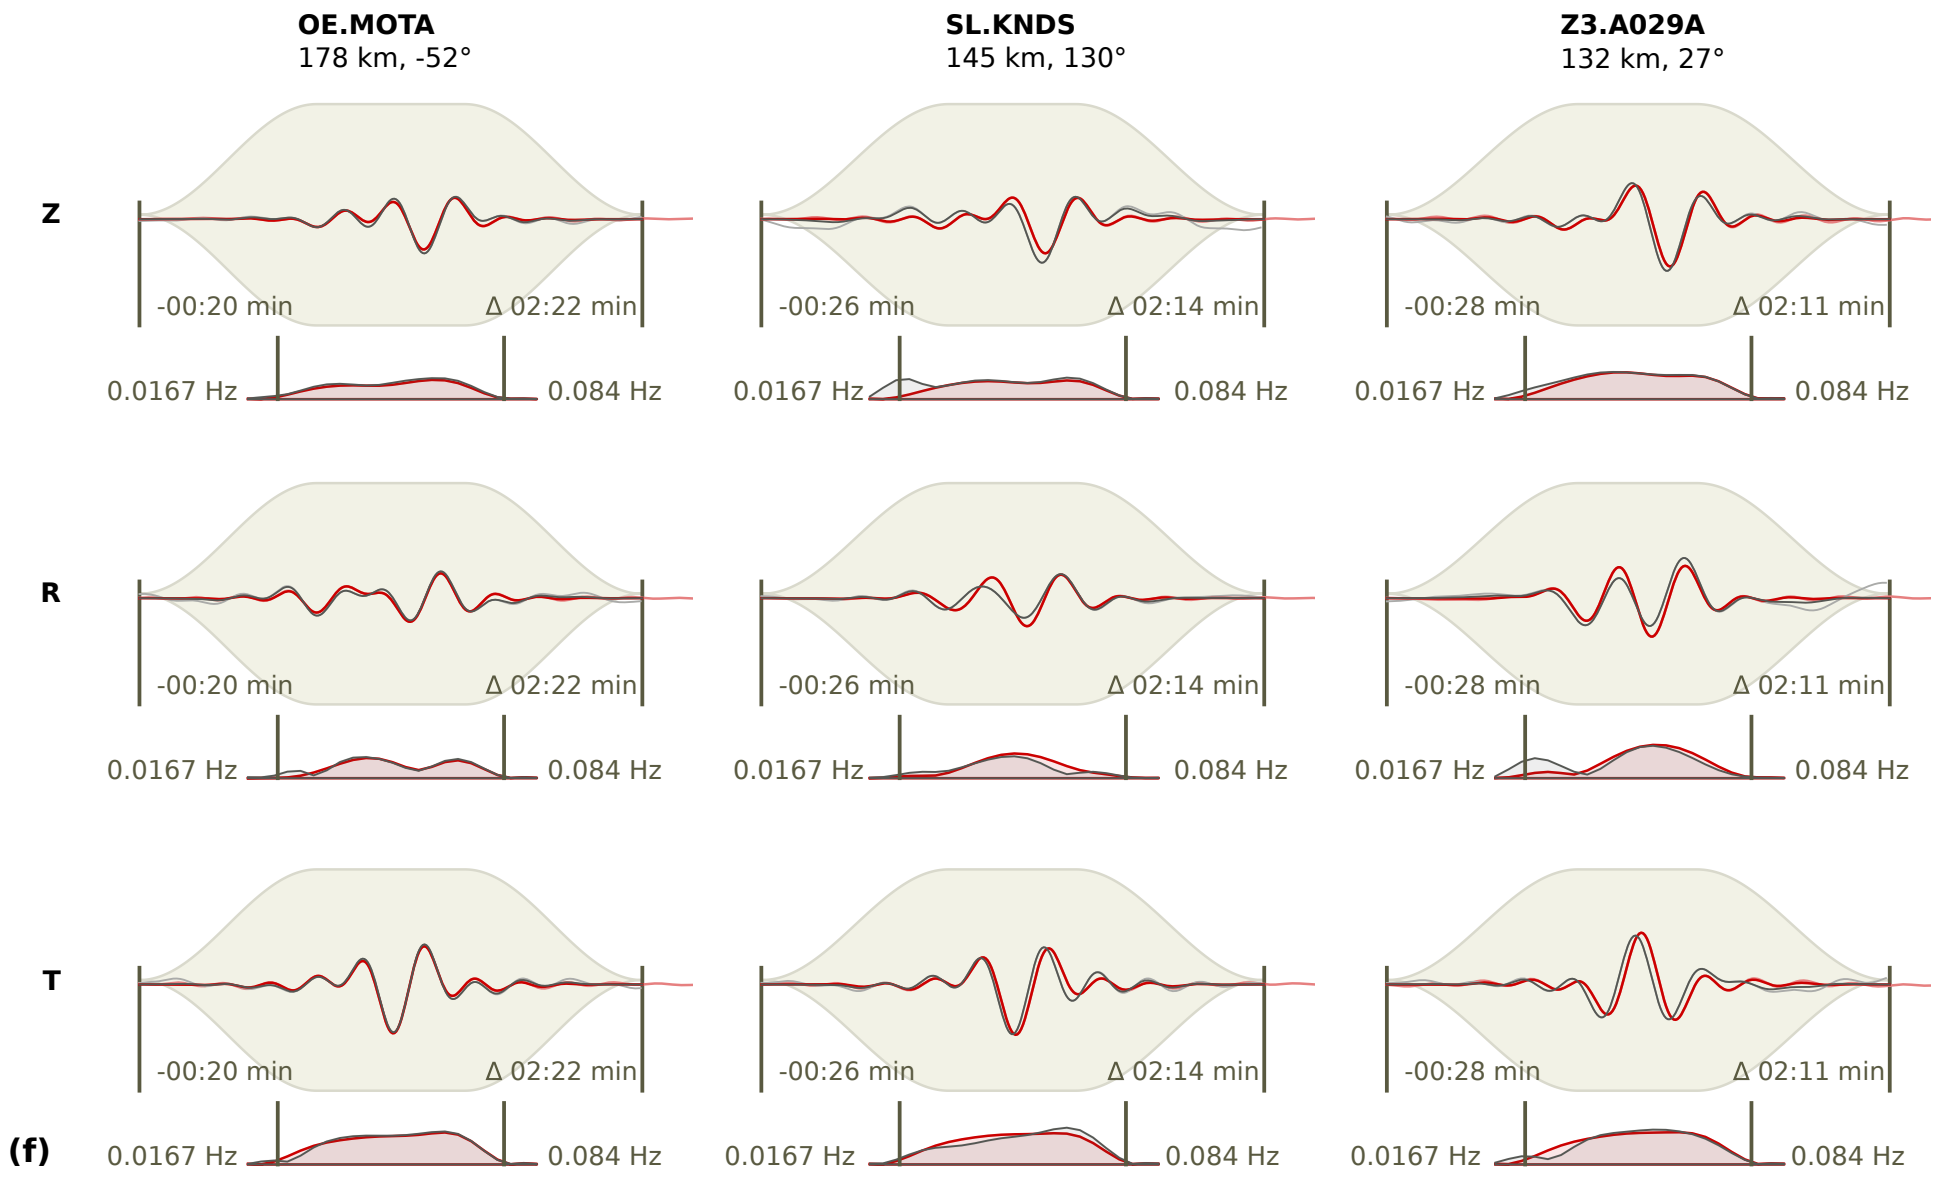 OE.MOTA
178 km, -52°
SL.KNDS
145 km, 130°
Z3.A029A
132 km, 27°
Z
-00:20 min
Δ 02:22 min
-00:26 min
Δ 02:14 min
-00:28 min
Δ 02:11 min
0.0167 Hz
0.084 Hz
0.0167 Hz
0.084 Hz
0.0167 Hz
0.084 Hz
R
-00:20 min
Δ 02:22 min
-00:26 min
Δ 02:14 min
-00:28 min
Δ 02:11 min
0.0167 Hz
0.084 Hz
0.0167 Hz
0.084 Hz
0.0167 Hz
0.084 Hz
T
-00:20 min
Δ 02:22 min
-00:26 min
Δ 02:14 min
-00:28 min
Δ 02:11 min
(f)
0.0167 Hz
0.084 Hz
0.0167 Hz
0.084 Hz
0.0167 Hz
0.084 Hz